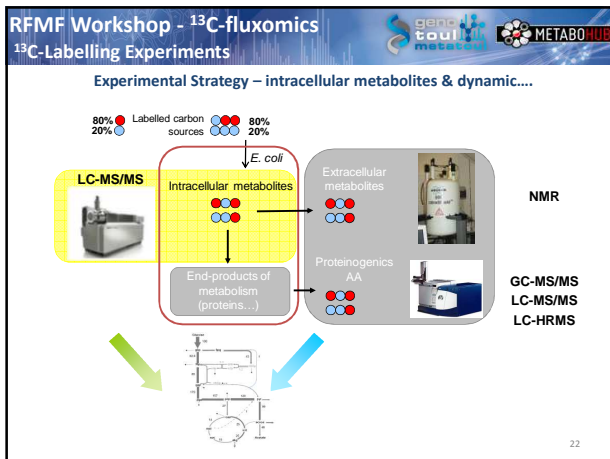 RFMF Workshop - ¹³C-fluxomics
¹³C-Labelling Experiments
geno
toul
metatoul
METABOHUB
Experimental Strategy – intracellular metabolites & dynamic….
80%
20%
Labelled carbon
sources
80%
20%
E. coli
LC-MS/MS
Intracellular metabolites
Extracellular
metabolites
NMR
End-products of
metabolism
(proteins…)
Proteinogenics
AA
GC-MS/MS
LC-MS/MS
LC-HRMS
22